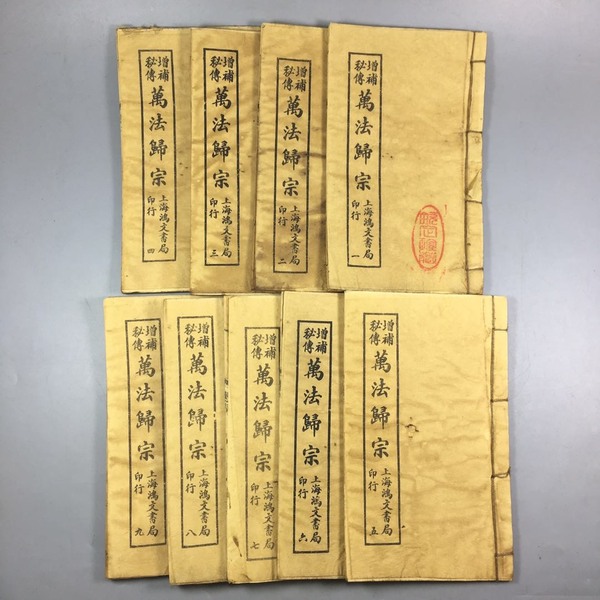 增補
秘傳
萬法歸宗
上海鴻文書局
印行
一
增補
秘傳
萬法歸宗
上海鴻文書局
印行
二
增補
秘傳
萬法歸宗
上海鴻文書局
印行
三
增補
秘傳
萬法歸宗
上海鴻文書局
印行
四
增補
秘傳
萬法歸宗
上海鴻文書局
印行
五
增補
秘傳
萬法歸宗
上海鴻文書局
印行
六
增補
秘傳
萬法歸宗
上海鴻文書局
印行
七
增補
秘傳
萬法歸宗
上海鴻文書局
印行
八
增補
秘傳
萬法歸宗
上海鴻文書局
印行
九